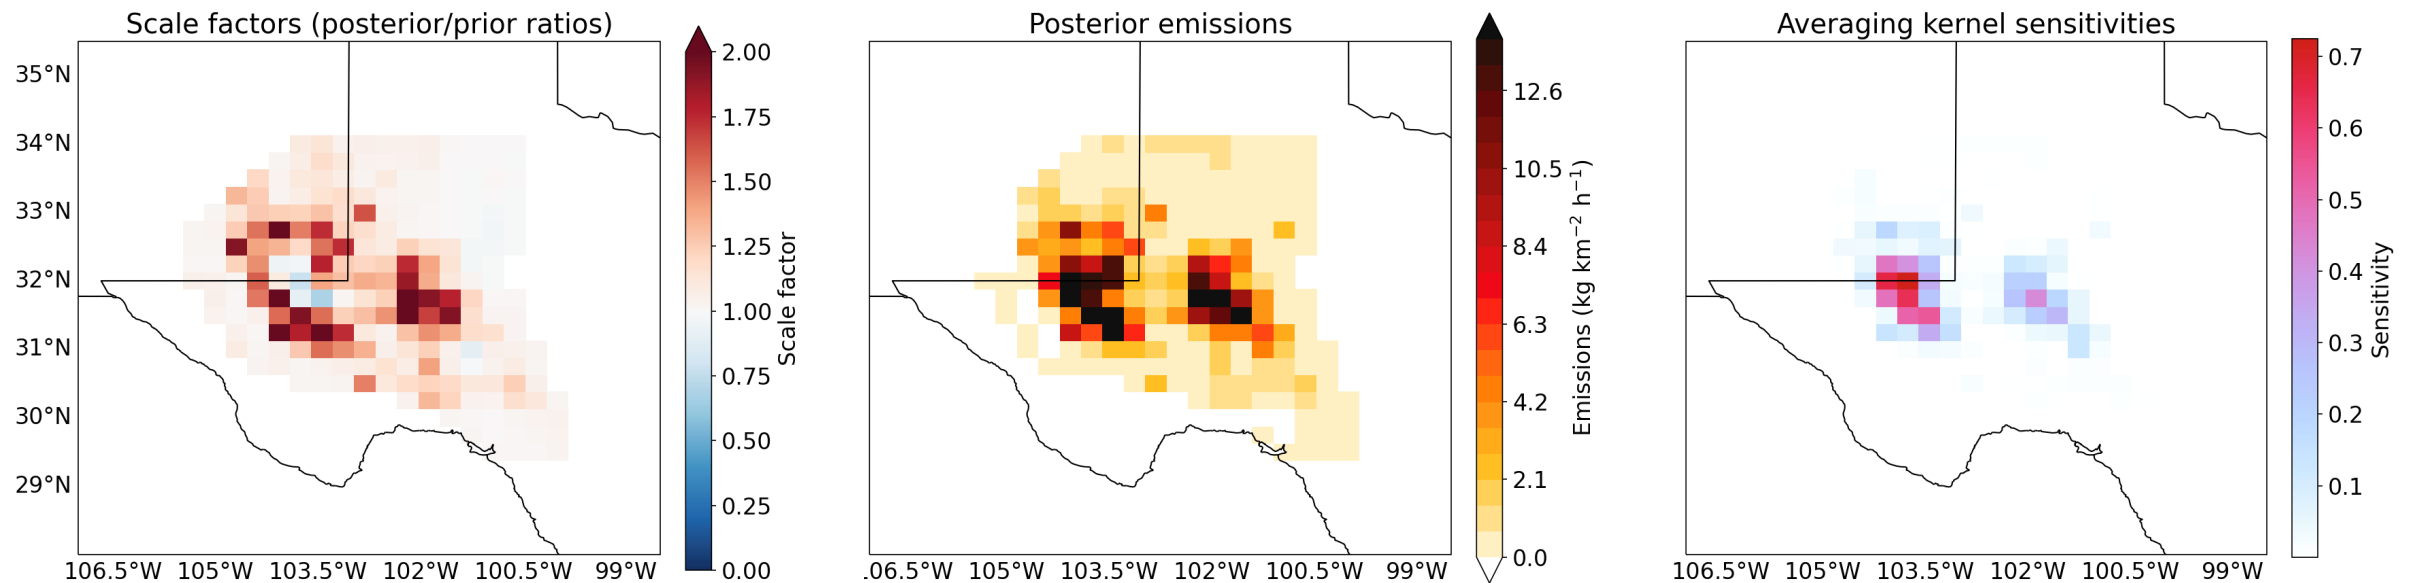 Scale factors (posterior/prior ratios)
35°N
34°N
33°N
32°N
31°N
30°N
29°N
106.5°W 105°W 103.5°W 102°W 100.5°W 99°W
2.00
1.75
1.50
1.25
1.00
0.75
0.50
0.25
0.00
Scale factor
Posterior emissions
.06.5°W 105°W 103.5°W 102°W 100.5°W 99°W
12.6
10.5
8.4
6.3
4.2
2.1
0.0
Emissions (kg km⁻² h⁻¹)
Averaging kernel sensitivities
106.5°W 105°W 103.5°W 102°W 100.5°W 99°W
0.7
0.6
0.5
0.4
0.3
0.2
0.1
Sensitivity